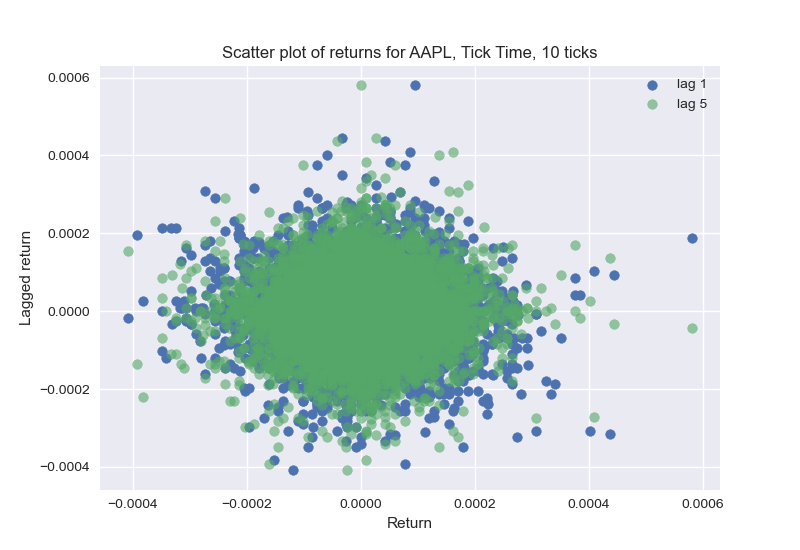 Scatter plot of returns for AAPL, Tick Time, 10 ticks
lag 1
lag 5
0.0006
0.0004
0.0002
0.0000
−0.0002
−0.0004
Lagged return
−0.0004
−0.0002
0.0000
0.0002
0.0004
0.0006
Return